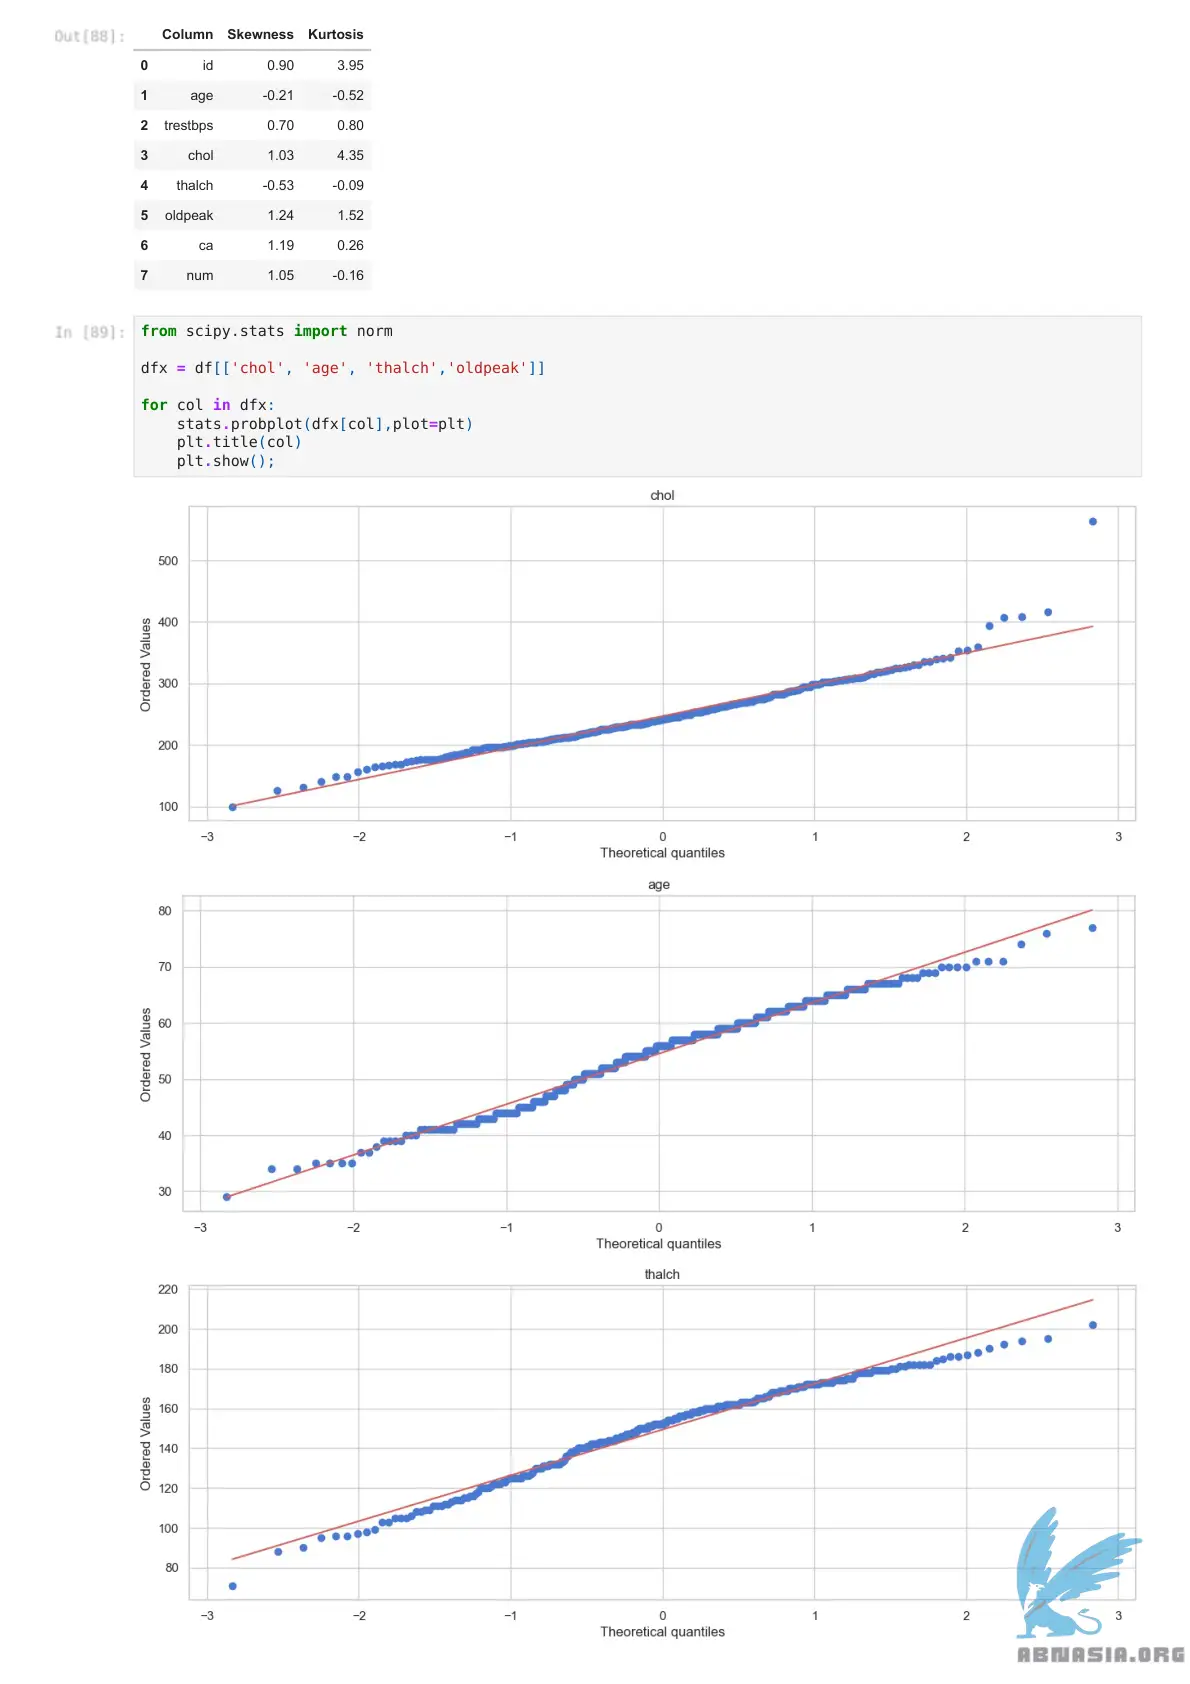 Out[88]:
Column Skewness Kurtosis
0 id 0.90 3.95
1 age -0.21 -0.52
2 trestbps 0.70 0.80
3 chol 1.03 4.35
4 thalch -0.53 -0.09
5 oldpeak 1.24 1.52
6 ca 1.19 0.26
7 num 1.05 -0.16
In [89]:
from scipy.stats import norm
dfx = df[['chol', 'age', 'thalch','oldpeak']]
for col in dfx:
    stats.probplot(dfx[col],plot=plt)
    plt.title(col)
    plt.show();
chol
Ordered Values
500
400
300
200
100
−3 −2 −1 0 1 2 3
Theoretical quantiles
age
Ordered Values
80
70
60
50
40
30
−3 −2 −1 0 1 2 3
Theoretical quantiles
thalch
Ordered Values
220
200
180
160
140
120
100
80
−3 −2 −1 0 1 2 3
Theoretical quantiles
ABNASIA.ORG